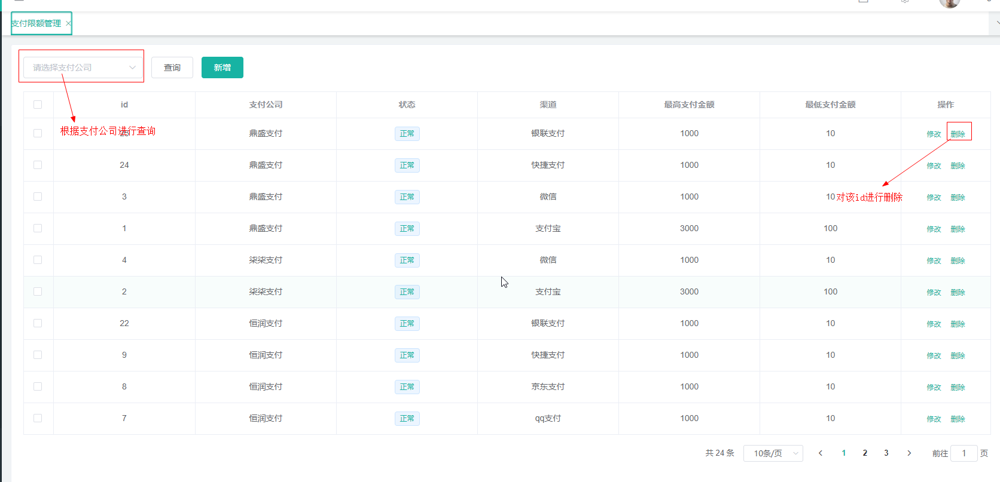 支付限额管理 ×
请选择支付公司 查询 新增
id 支付公司 状态 渠道 最高支付金额 最低支付金额 操作
根据支付公司进行查询
鼎盛支付 正常 银联支付 1000 10 修改 删除
24 鼎盛支付 正常 快捷支付 1000 10 修改 删除
3 鼎盛支付 正常 微信 1000 10 修改 删除
对该id进行删除
1 鼎盛支付 正常 支付宝 3000 100 修改 删除
4 柒柒支付 正常 微信 1000 10 修改 删除
2 柒柒支付 正常 支付宝 3000 100 修改 删除
22 恒润支付 正常 银联支付 1000 10 修改 删除
9 恒润支付 正常 快捷支付 1000 10 修改 删除
8 恒润支付 正常 京东支付 1000 10 修改 删除
7 恒润支付 正常 qq支付 1000 10 修改 删除
共 24 条 10条/页 1 2 3 前往 1 页